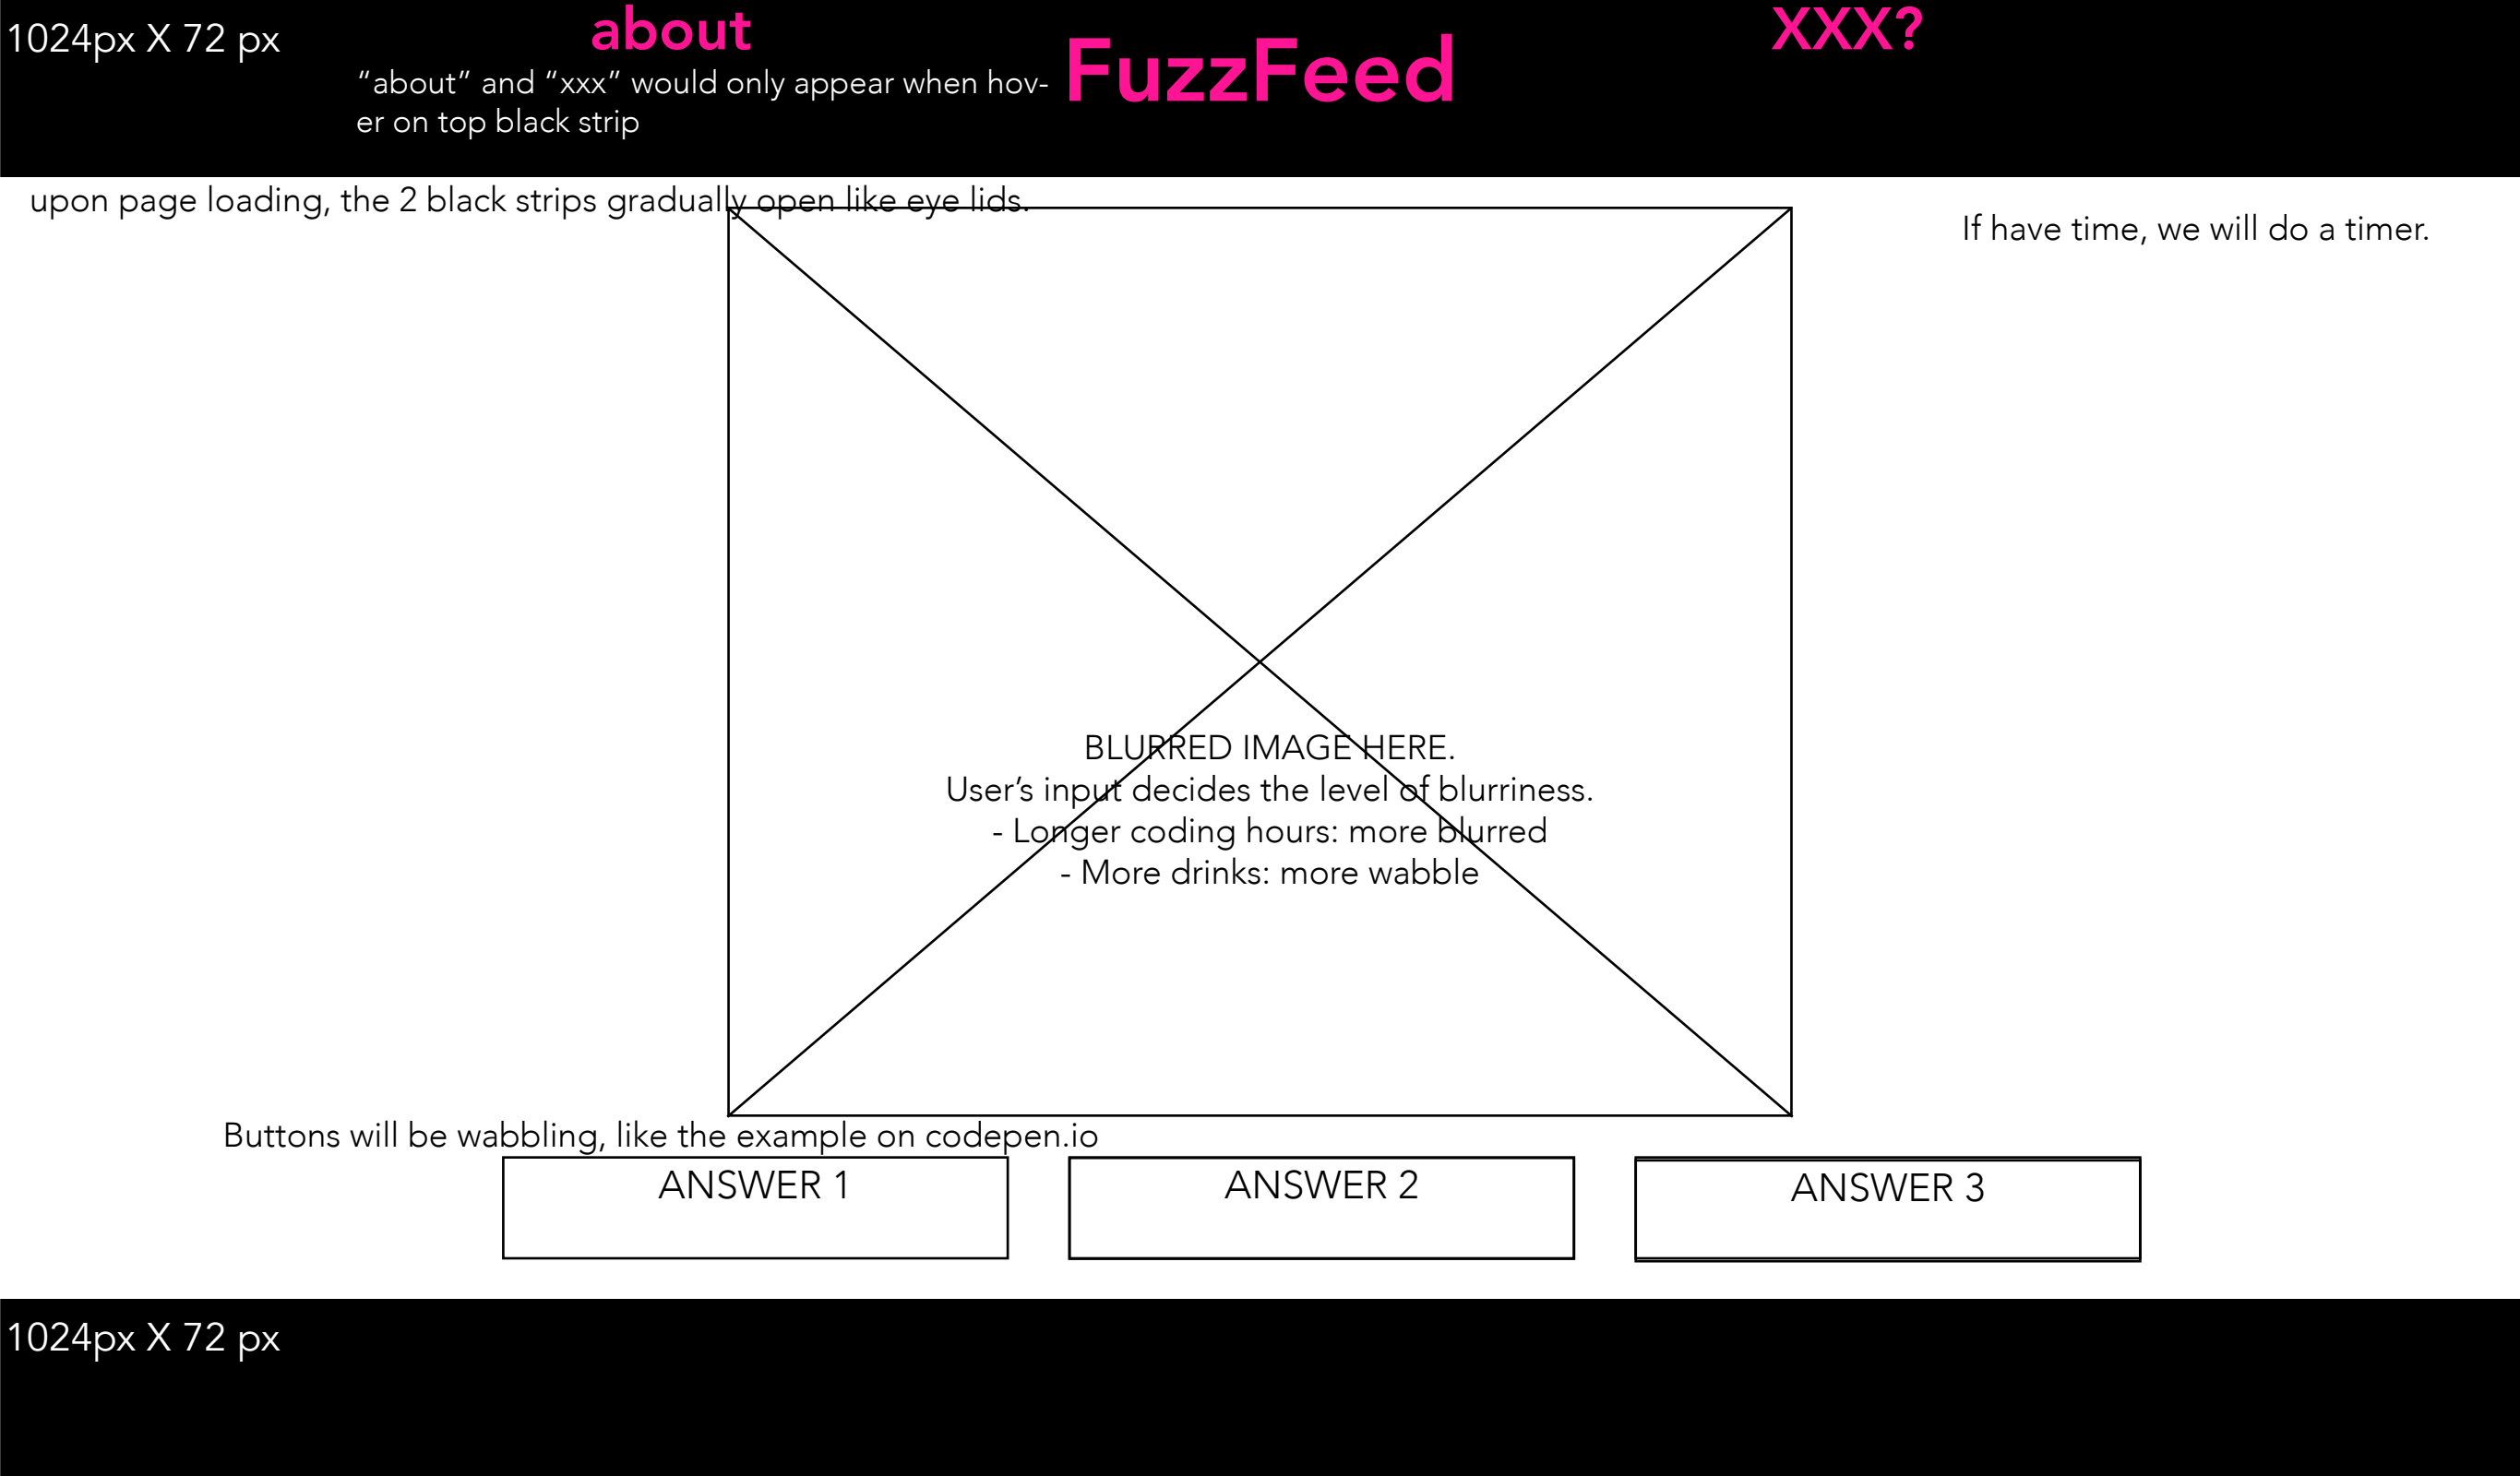 1024px X 72 px
about
XXX?
FuzzFeed
“about” and “xxx” would only appear when hov-
er on top black strip
upon page loading, the 2 black strips gradually open like eye lids.
If have time, we will do a timer.
BLURRED IMAGE HERE.
User’s input decides the level of blurriness.
- Longer coding hours: more blurred
- More drinks: more wabble
Buttons will be wabbling, like the example on codepen.io
ANSWER 1
ANSWER 2
ANSWER 3
1024px X 72 px